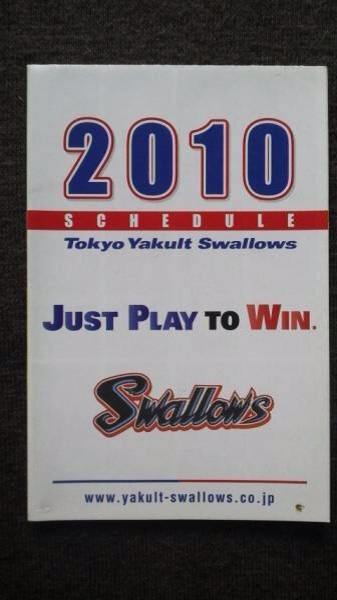 2010
SCHEDULE
Tokyo Yakult Swallows
JUST PLAY TO WIN.
Swallows
www.yakult-swallows.co.jp